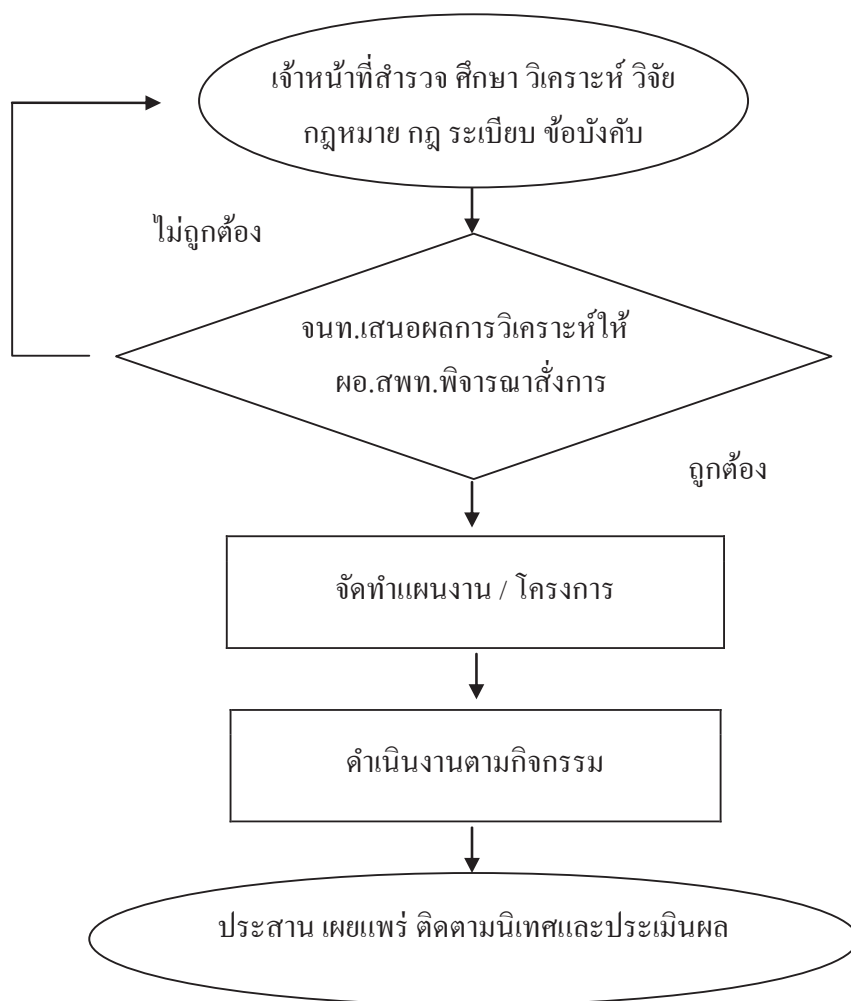 เจ้าหน้าที่สำรวจ ศึกษา วิเคราะห์ วิจัย
กฎหมาย กฎ ระเบียบ ข้อบังคับ
ไม่ถูกต้อง
จนท.เสนอผลการวิเคราะห์ให้
ผอ.สพท.พิจารณาสั่งการ
ถูกต้อง
จัดทำแผนงาน / โครงการ
ดำเนินงานตามกิจกรรม
ประสาน เผยแพร่ ติดตามนิเทศและประเมินผล